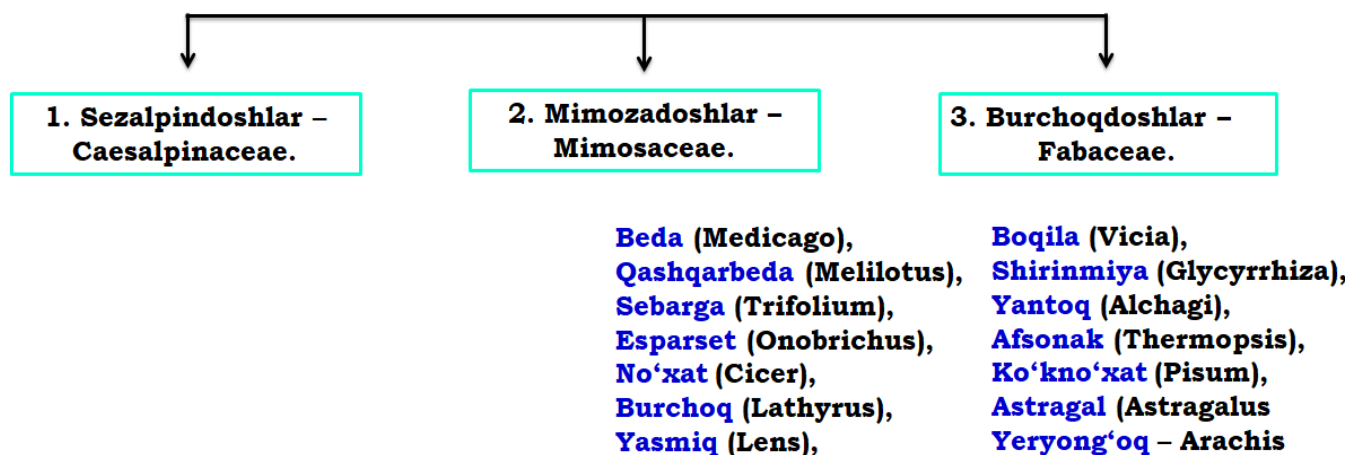 1. Sezalpindoshlar –
Caesalpinaceae.
2. Mimozadoshlar –
Mimosaceae.
3. Burchoqdoshlar –
Fabaceae.
Beda (Medicago),
Qashqarbeda (Melilotus),
Sebarga (Trifolium),
Esparset (Onobrichus),
No‘xat (Cicer),
Burchoq (Lathyrus),
Yasmiq (Lens),
Boqila (Vicia),
Shirinmiya (Glycyrrhiza),
Yantoq (Alchagi),
Afsonak (Thermopsis),
Ko‘kno‘xat (Pisum),
Astragal (Astragalus
Yeryong‘oq – Arachis